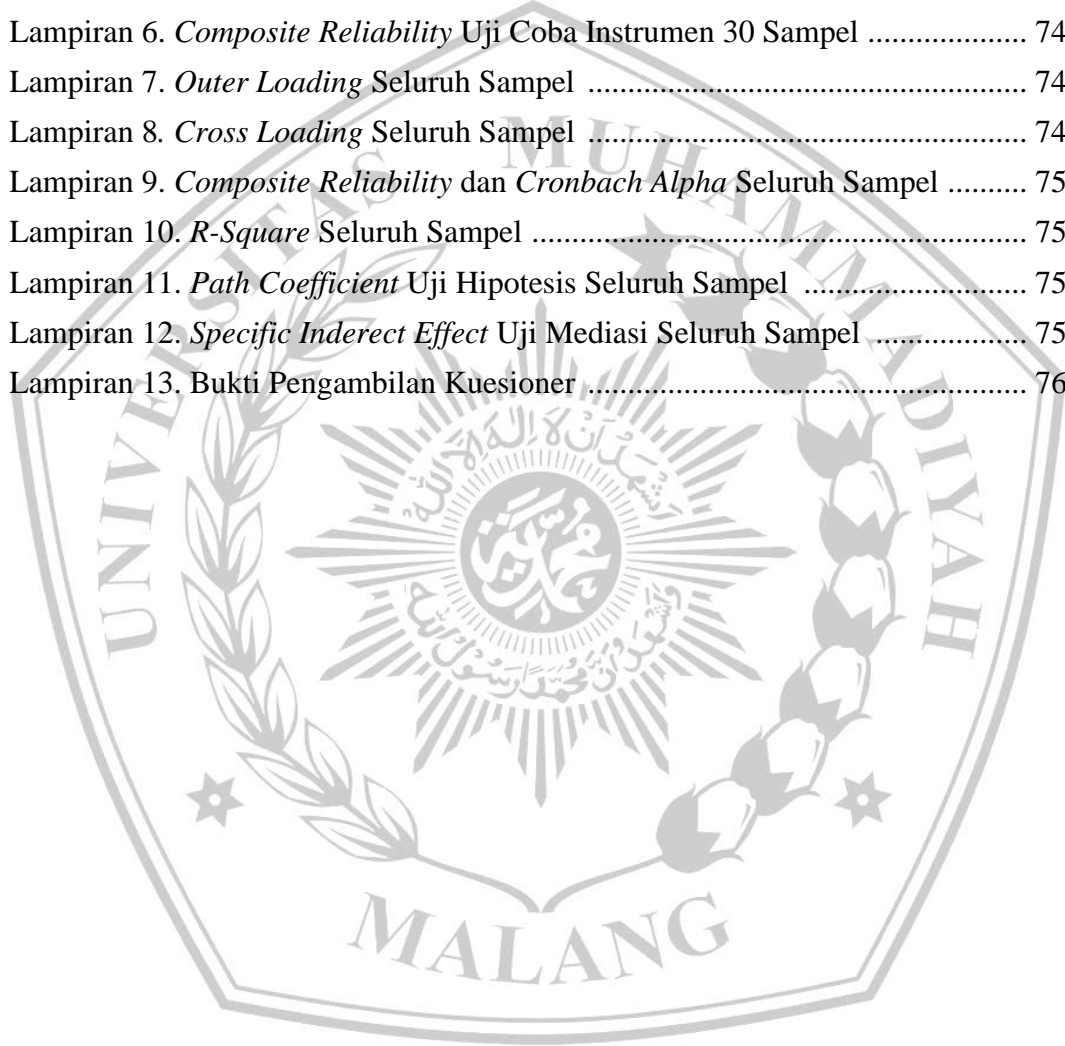 Lampiran 6. Composite Reliability Uji Coba Instrumen 30 Sampel ................... 74
Lampiran 7. Outer Loading Seluruh Sampel ..................................................... 74
Lampiran 8. Cross Loading Seluruh Sampel ..................................................... 74
Lampiran 9. Composite Reliability dan Cronbach Alpha Seluruh Sampel .......... 75
Lampiran 10. R-Square Seluruh Sampel ............................................................ 75
Lampiran 11. Path Coefficient Uji Hipotesis Seluruh Sampel ........................... 75
Lampiran 12. Specific Inderect Effect Uji Mediasi Seluruh Sampel .................. 75
Lampiran 13. Bukti Pengambilan Kuesioner ..................................................... 76
UNIVERSITAS MUHAMMADIYAH
MALANG